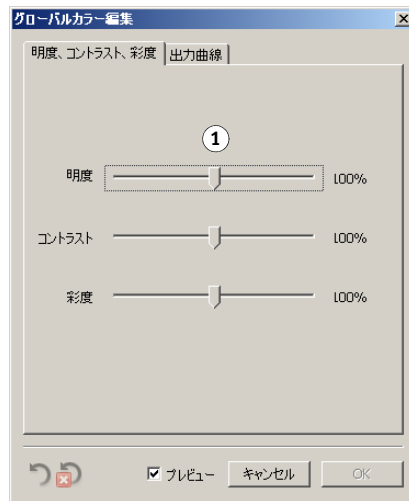 グローバルカラー編集
明度、コントラスト、彩度 出力曲線
1
明度 100%
コントラスト 100%
彩度 100%
プレビュー キャンセル OK